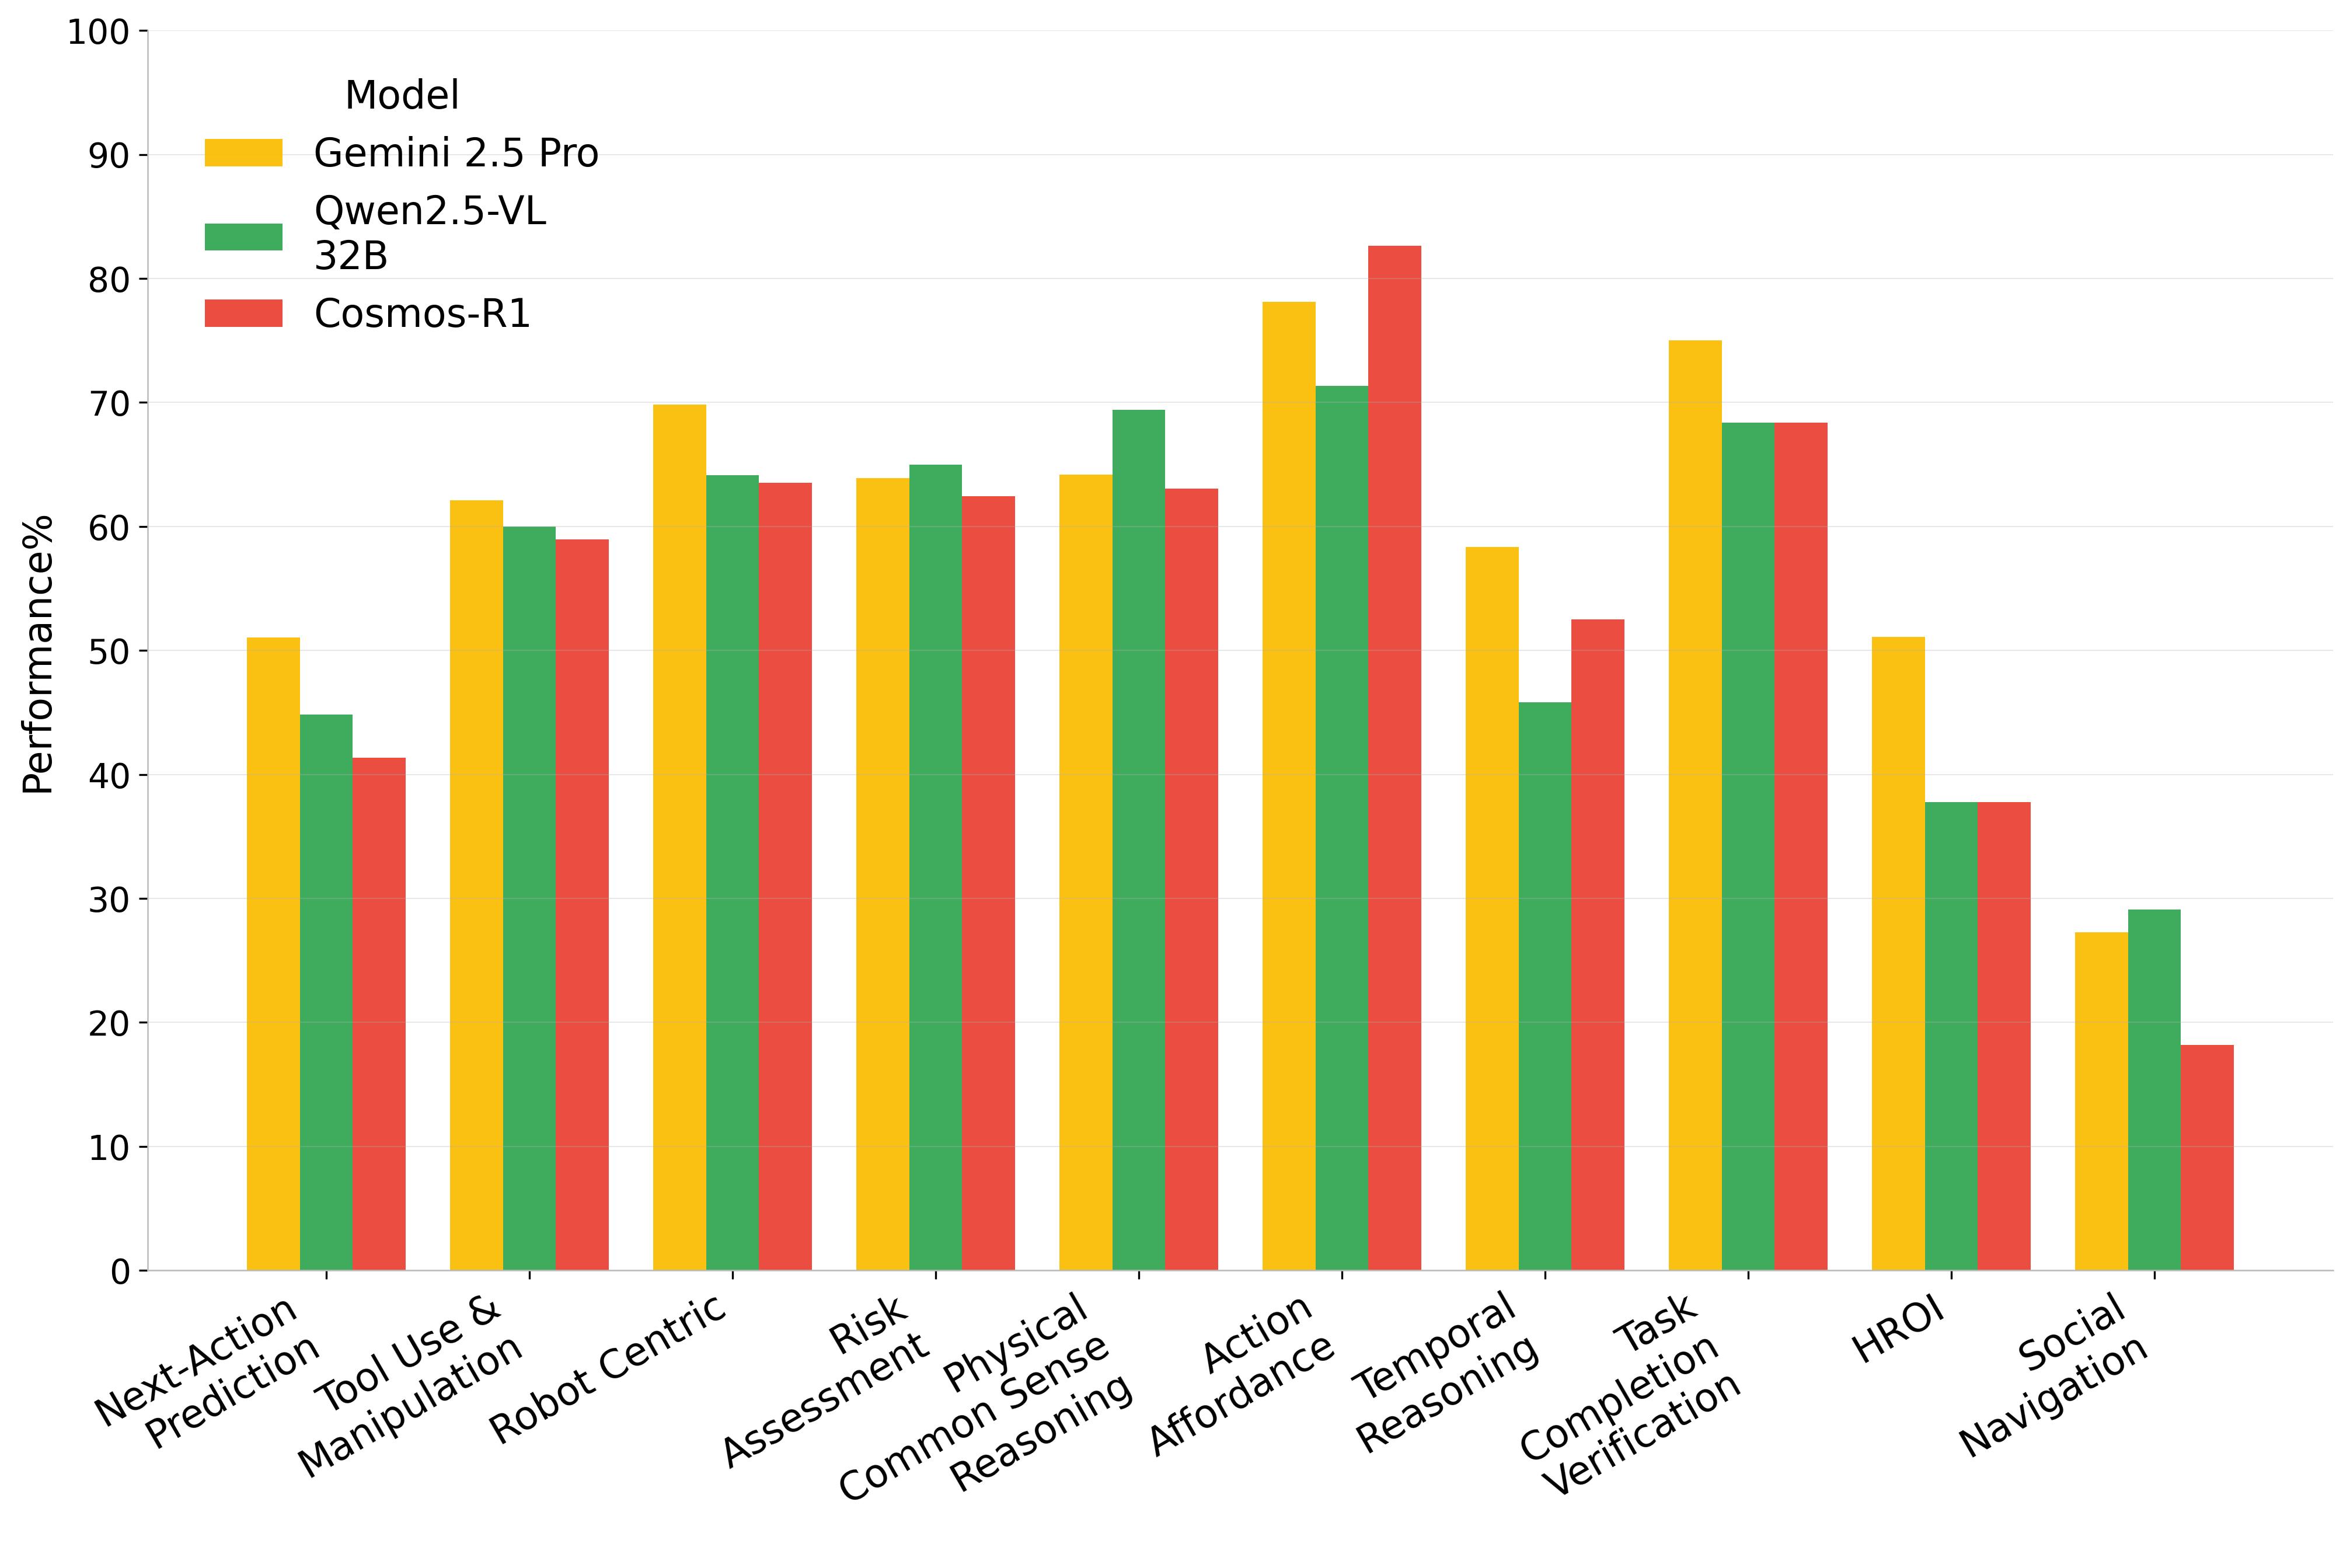 100
90
80
70
60
50
40
30
20
10
0
Performance%
Model
Gemini 2.5 Pro
Qwen2.5-VL
32B
Cosmos-R1
Next-Action
Prediction
Tool Use &
Manipulation
Robot Centric
Risk
Assessment
Physical
Common Sense
Reasoning
Action
Affordance
Temporal
Reasoning
Task
Completion
Verification
HROI
Social
Navigation